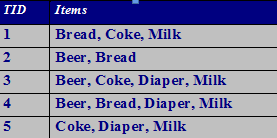 TID Items
1 Bread, Coke, Milk
2 Beer, Bread
3 Beer, Coke, Diaper, Milk
4 Beer, Bread, Diaper, Milk
5 Coke, Diaper, Milk